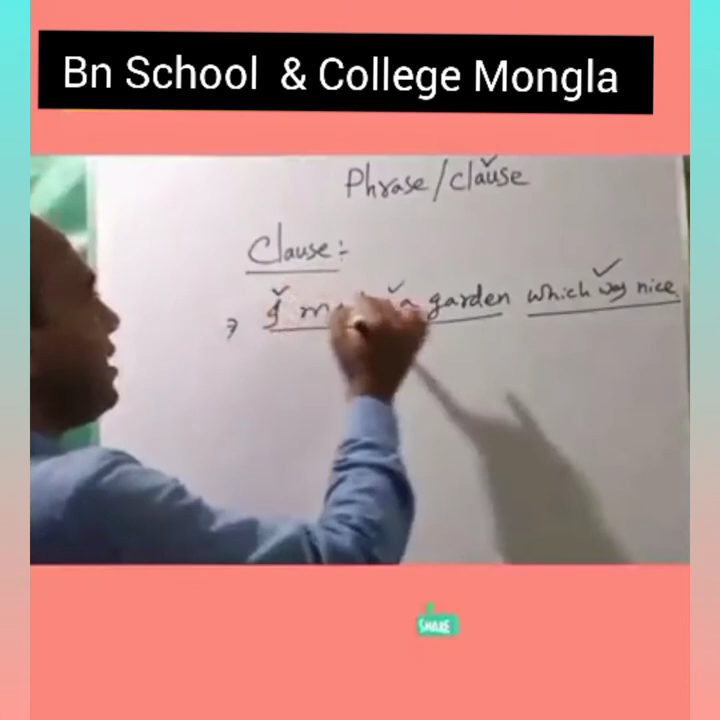 Bn School & College Mongla
Phrase/clause
Clause:
I a garden which nice.
SHARE